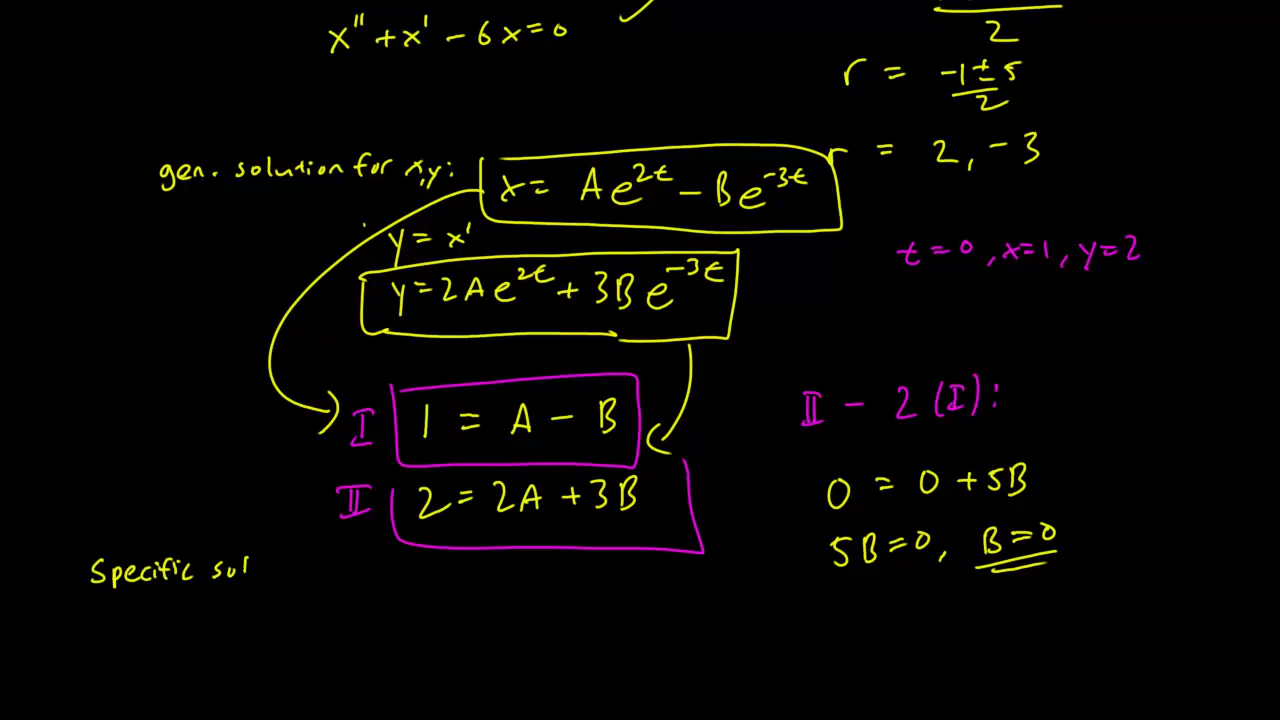 x'' + x' - 6x = 0 ✓
2
r = -1 ± 5
2
r = 2, -3
gen. solution for x,y: x = Ae^2t - Be^-3t
y = x'
t = 0, x = 1, y = 2
y = 2Ae^2t + 3Be^-3t
I 1 = A - B
II - 2(I):
II 2 = 2A + 3B
0 = 0 + 5B
5B = 0, B = 0
Specific sol